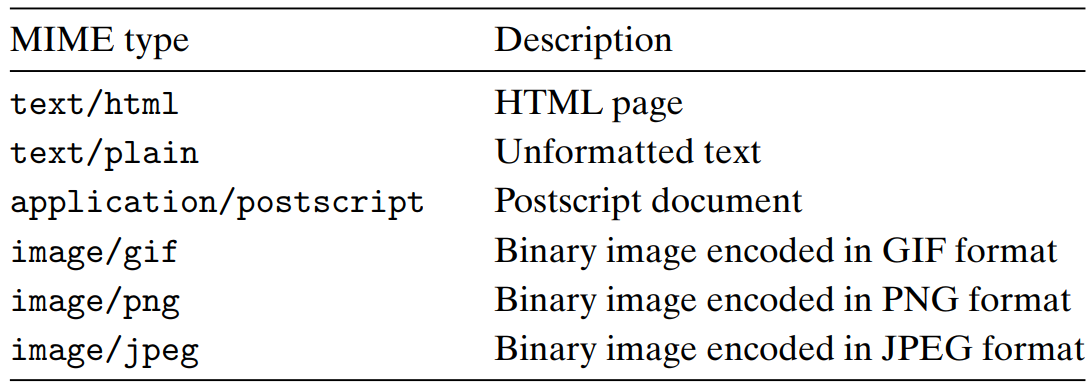 MIME type Description
text/html HTML page
text/plain Unformatted text
application/postscript Postscript document
image/gif Binary image encoded in GIF format
image/png Binary image encoded in PNG format
image/jpeg Binary image encoded in JPEG format